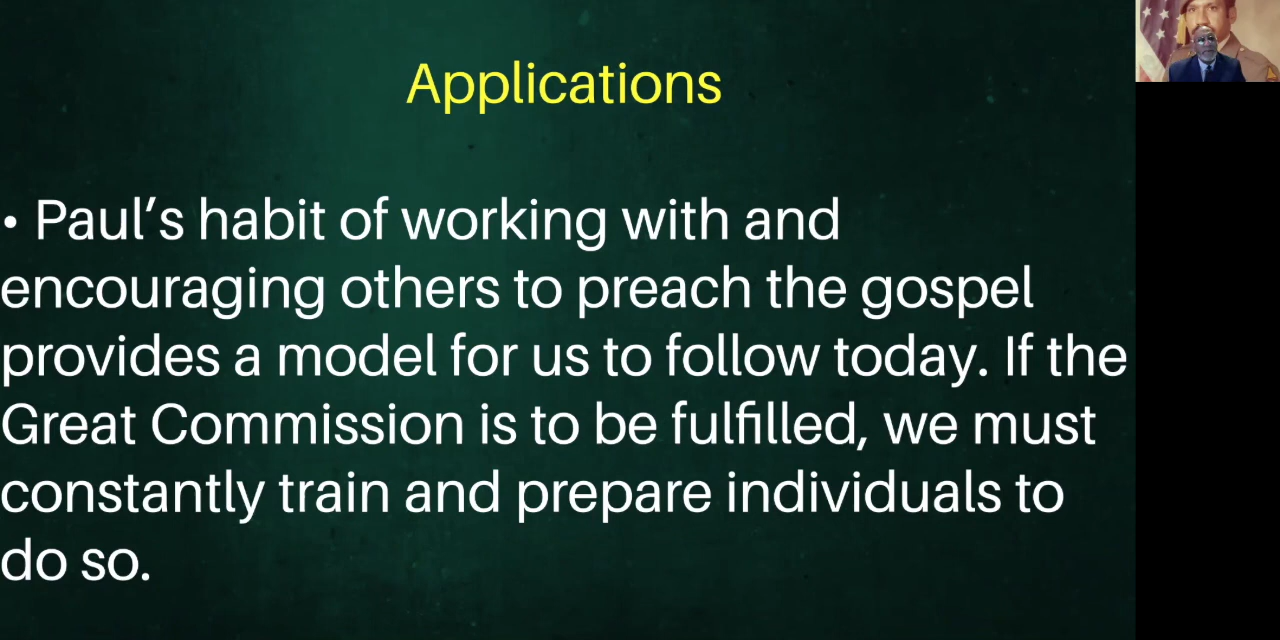 Applications
• Paul’s habit of working with and
encouraging others to preach the gospel
provides a model for us to follow today. If the
Great Commission is to be fulfilled, we must
constantly train and prepare individuals to
do so.